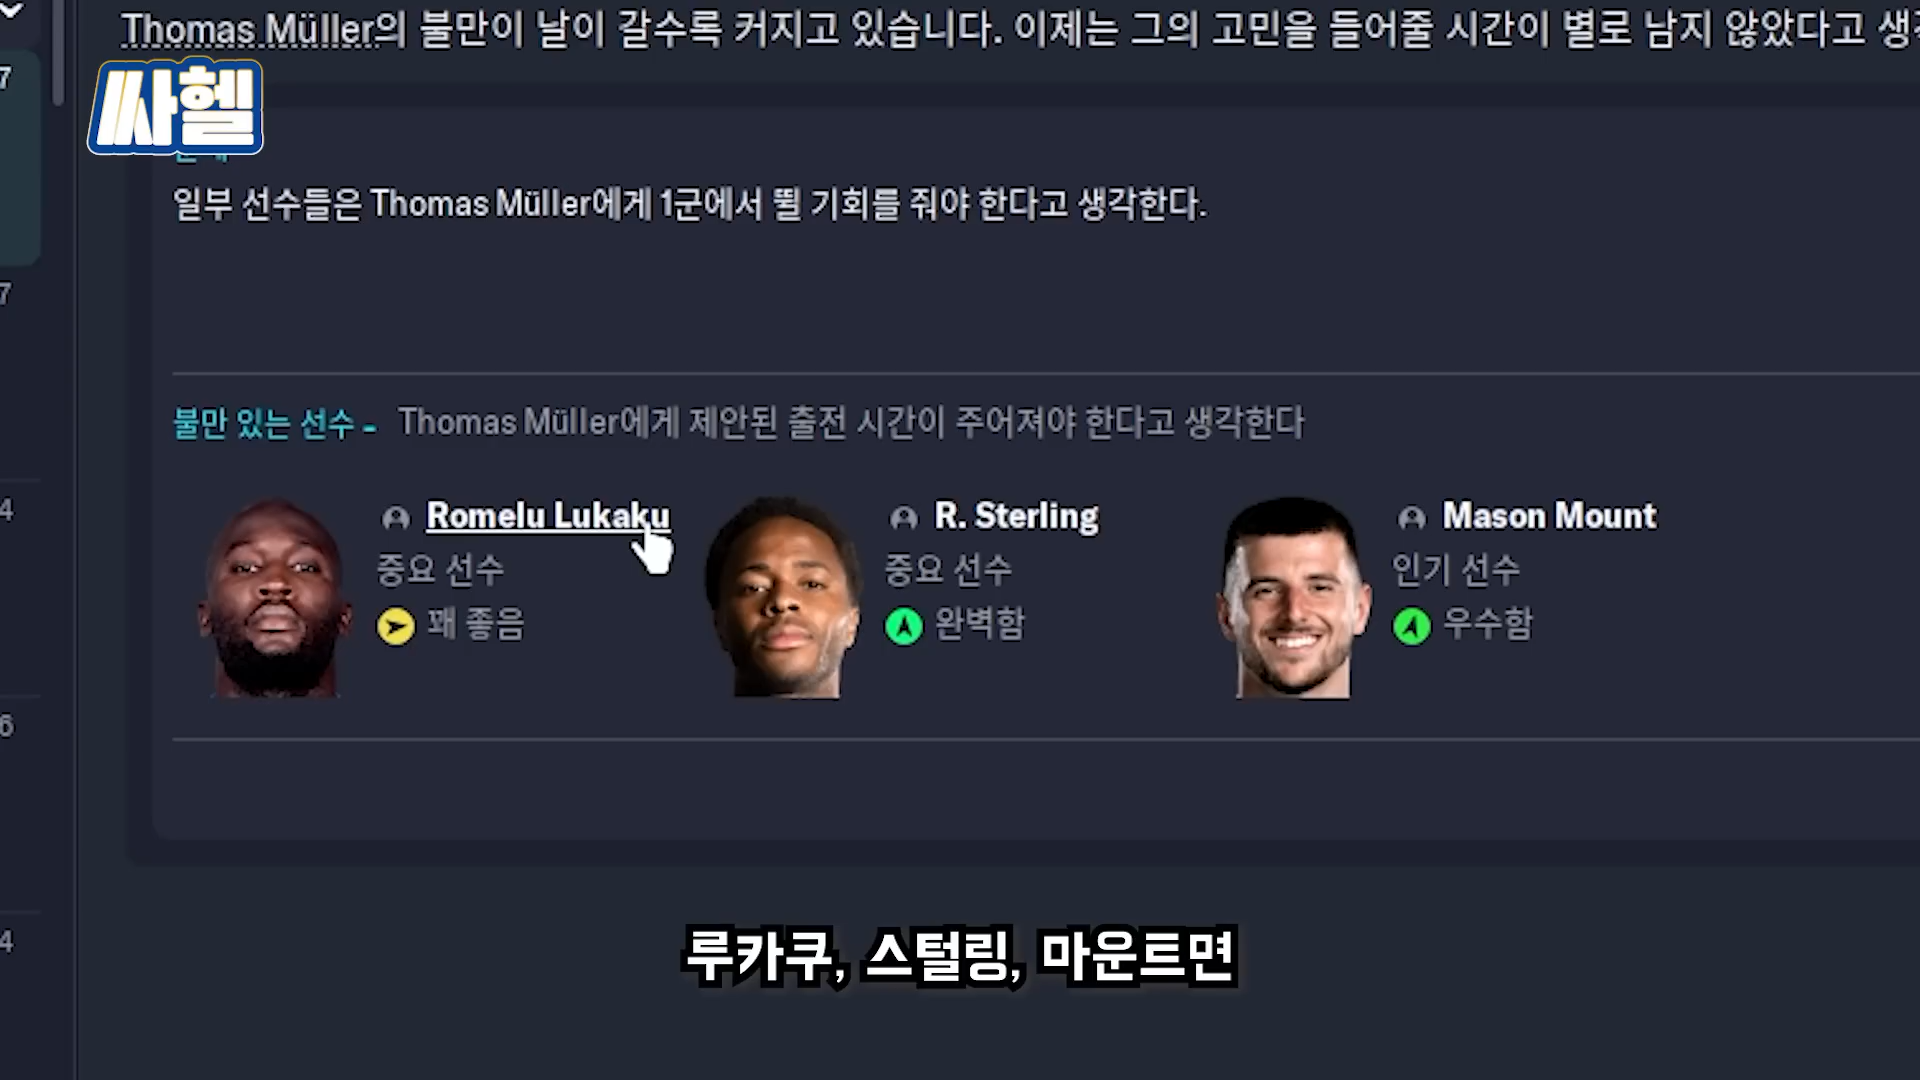 Thomas Müller의 불만이 날이 갈수록 커지고 있습니다. 이제는 그의 고민을 들어줄 시간이 별로 남지 않았다고
7
싸헬
일부 선수들은 Thomas Müller에게 1군에서 뛸 기회를 줘야 한다고 생각한다.
7
불만 있는 선수 - Thomas Müller에게 제안된 출전 시간이 주어져야 한다고 생각한다
4
Romelu Lukaku
중요 선수
꽤 좋음
R. Sterling
중요 선수
완벽함
Mason Mount
인기 선수
우수함
6
4
루카쿠, 스털링, 마운트면